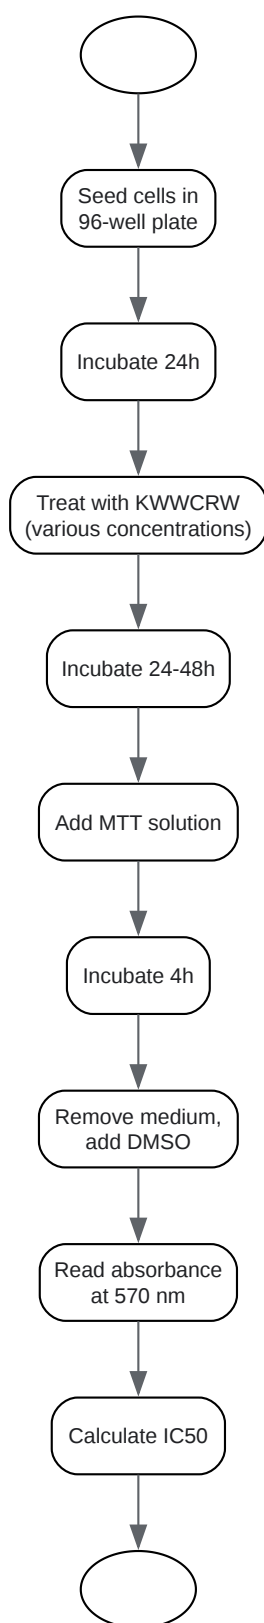 Seed cells in
96-well plate
Incubate 24h
Treat with KWWCRW
(various concentrations)
Incubate 24-48h
Add MTT solution
Incubate 4h
Remove medium,
add DMSO
Read absorbance
at 570 nm
Calculate IC50